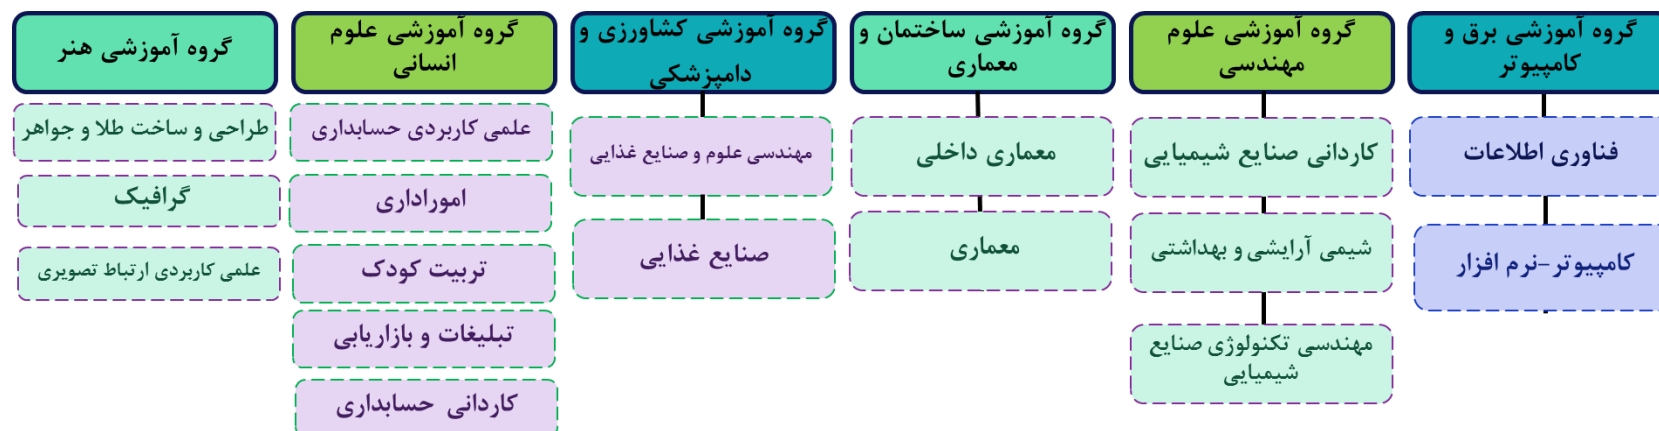 گروه آموزشی برق و
کامپیوتر
فناوری اطلاعات
کامپیوتر-نرم افزار
گروه آموزشی علوم
مهندسی
کاردانی صنایع شیمیایی
شیمی آرایشی و بهداشتی
مهندسی تکنولوژی صنایع
شیمیایی
گروه آموزشی ساختمان و
معماری
معماری داخلی
معماری
گروه آموزشی کشاورزی و
دامپزشکی
مهندسی علوم و صنایع غذایی
صنایع غذایی
گروه آموزشی علوم
انسانی
علمی کاربردی حسابداری
اموراداری
تربیت کودک
تبلیغات و بازاریابی
کاردانی حسابداری
گروه آموزشی هنر
طراحی و ساخت طلا و جواهر
گرافیک
علمی کاربردی ارتباط تصویری